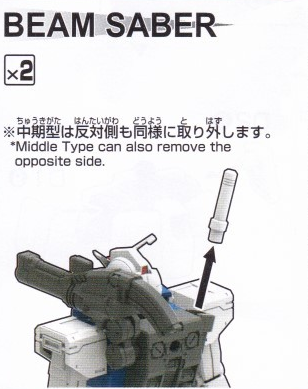 BEAM SABER
×2
ちゅうきがた はんたいがわ どうよう と はず
※中期型は反対側も同様に取り外します。
*Middle Type can also remove the
opposite side.